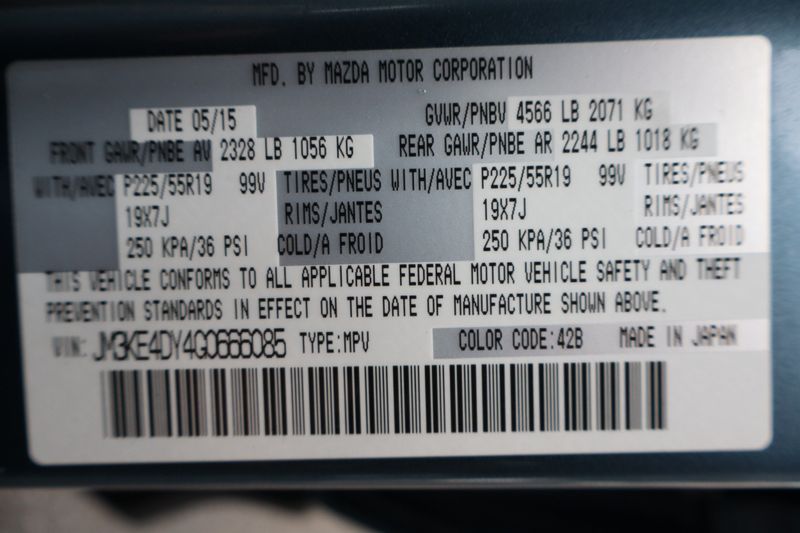 MFD. BY MAZDA MOTOR CORPORATION
DATE 05/15 GVWR/PNBV 4566 LB 2071 KG
FRONT GAWR/PNBE AV 2328 LB 1056 KG REAR GAWR/PNBE AR 2244 LB 1018 KG
WITH/AVEC P225/55R19 99V TIRES/PNEUS WITH/AVEC P225/55R19 99V TIRES/PNEUS
19X7J RIMS/JANTES 19X7J RIMS/JANTES
250 KPA/36 PSI COLD/A FROID 250 KPA/36 PSI COLD/A FROID
THIS VEHICLE CONFORMS TO ALL APPLICABLE FEDERAL MOTOR VEHICLE SAFETY AND THEFT
PREVENTION STANDARDS IN EFFECT ON THE DATE OF MANUFACTURE SHOWN ABOVE.
VIN: JM3KE4DY4G0666085 TYPE:MPV COLOR CODE:42B MADE IN JAPAN